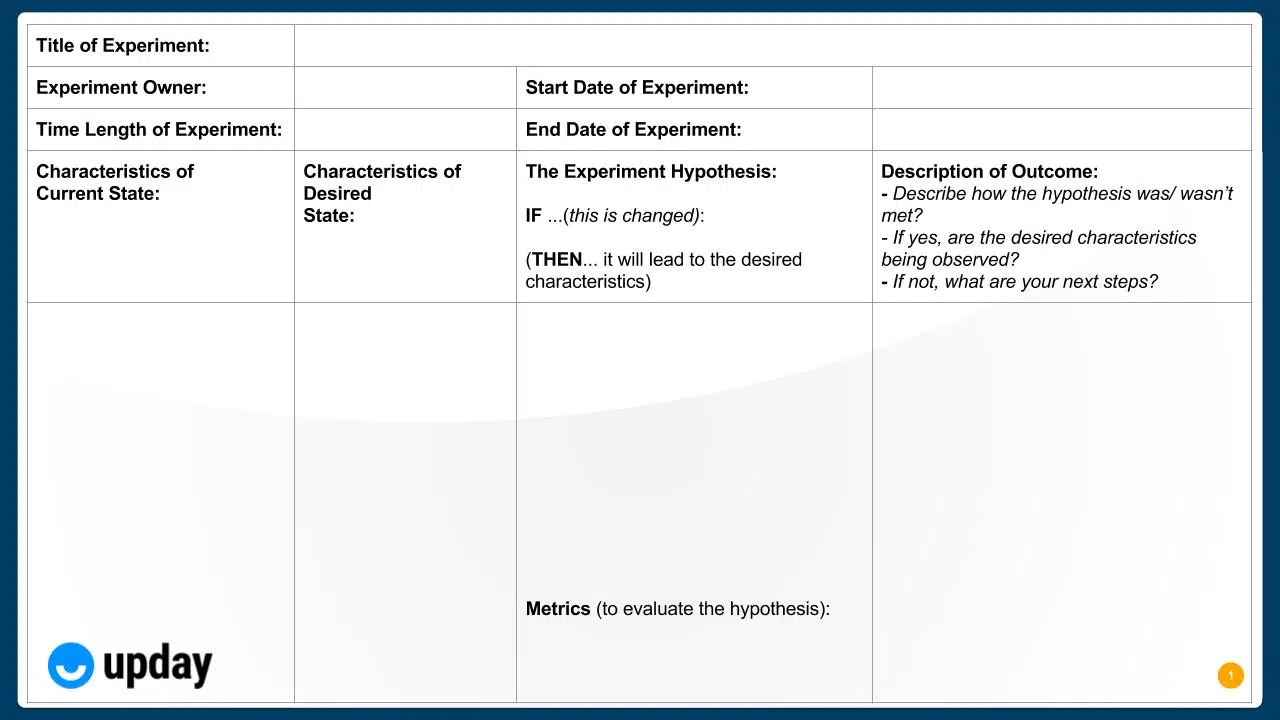 Title of Experiment:
Experiment Owner:
Start Date of Experiment:
Time Length of Experiment:
End Date of Experiment:
Characteristics of
Current State:
Characteristics of
Desired
State:
The Experiment Hypothesis:
IF ...(this is changed):
(THEN... it will lead to the desired
characteristics)
Description of Outcome:
- Describe how the hypothesis was/ wasn’t
met?
- If yes, are the desired characteristics
being observed?
- If not, what are your next steps?
Metrics (to evaluate the hypothesis):
upday
1